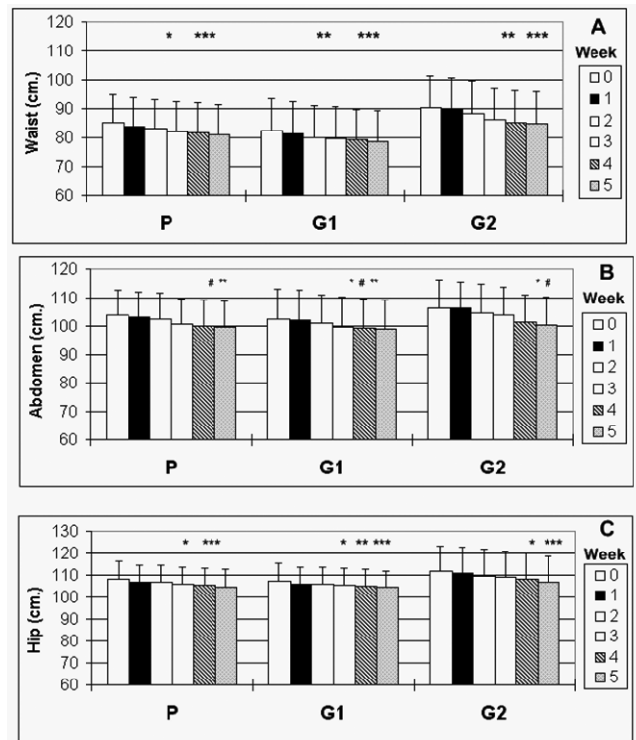 A
120 * *** ** *** ** ***
Week
110
100
90
80
70
60
Waist (cm.)
0
1
2
3
4
5
P G1 G2
B
120
# ** * # ** * #
Week
110
100
90
80
70
60
Abdomen (cm.)
0
1
2
3
4
5
P G1 G2
C
130
* *** * ** *** * ***
Week
120
110
100
90
80
70
60
Hip (cm.)
0
1
2
3
4
5
P G1 G2